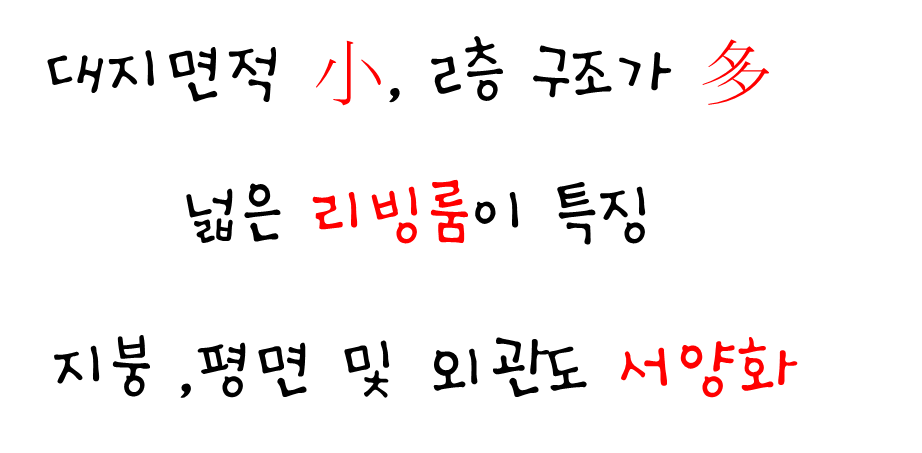 대지면적 小, 2층 구조가 多
넓은 리빙룸이 특징
지붕 ,평면 및 외관도 서양화